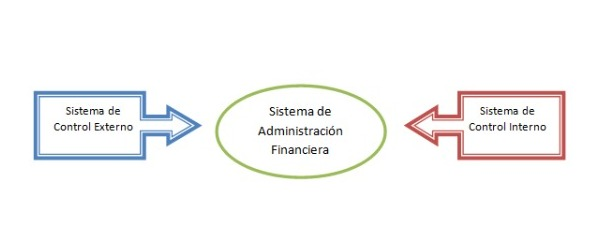 Sistema de
Control Externo
Sistema de
Administración
Financiera
Sistema de
Control Interno